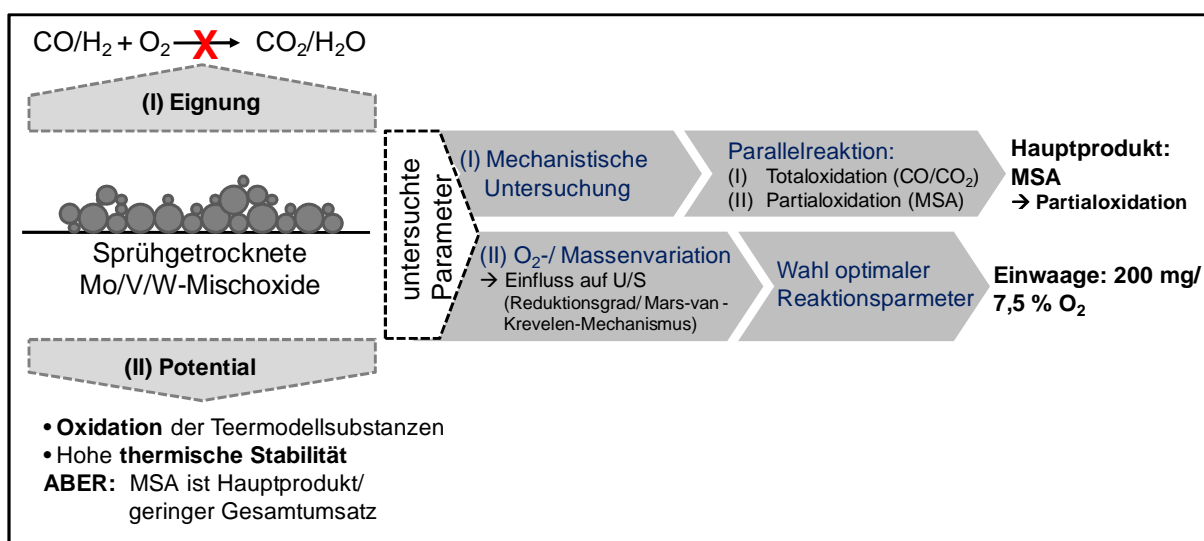 CO/H₂ + O₂ X CO₂/H₂O
(I) Eignung
Sprühgetrocknete
Mo/V/W-Mischoxide
(II) Potential
• Oxidation der Teermodellsubstanzen
• Hohe thermische Stabilität
ABER: MSA ist Hauptprodukt/
geringer Gesamtumsatz
untersuchte
Parameter
(I) Mechanistische
Untersuchung
Parallelreaktion:
(I) Totaloxidation (CO/CO₂)
(II) Partialoxidation (MSA)
Hauptprodukt:
MSA
→ Partialoxidation
(II) O₂-/ Massenvariation
→ Einfluss auf U/S
(Reduktionsgrad/ Mars-van -
Krevelen-Mechanismus)
Wahl optimaler
Reaktionsparmeter
Einwaage: 200 mg/
7,5 % O₂